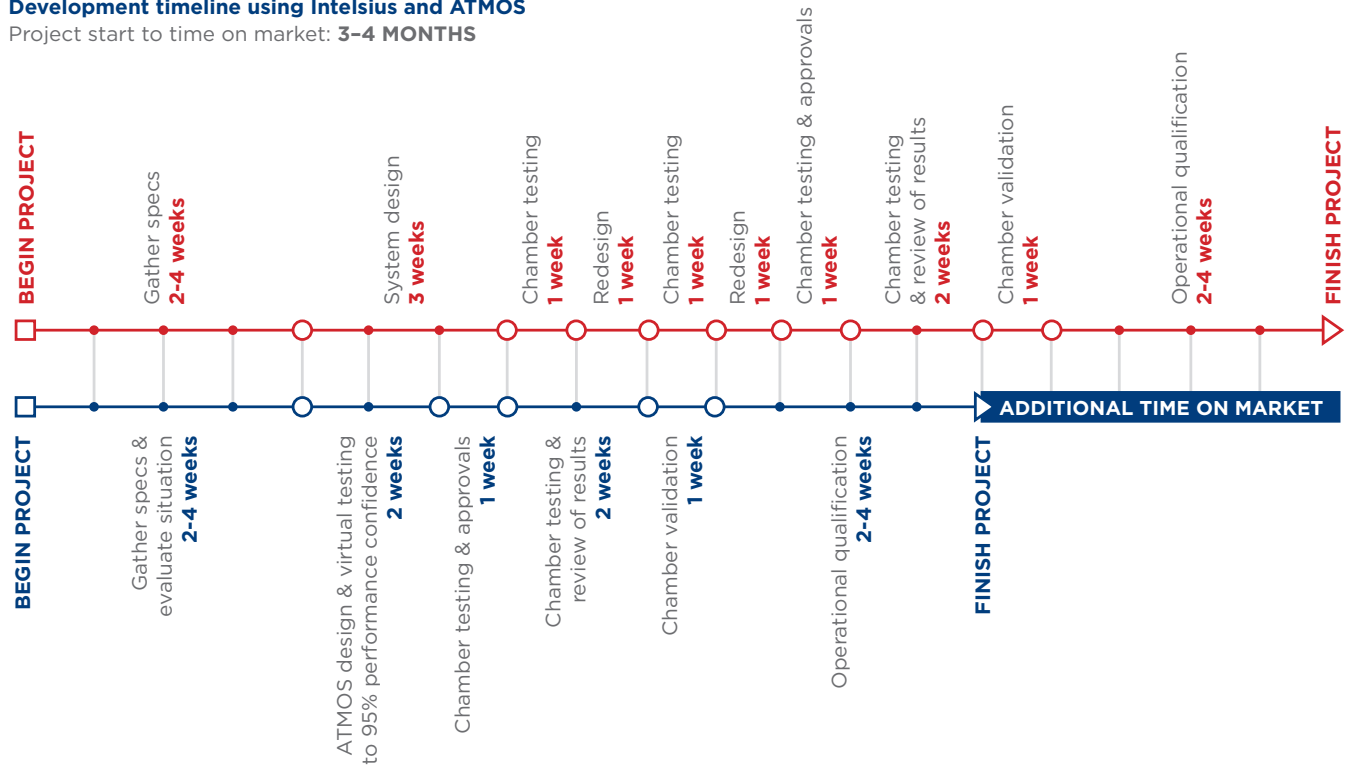 Development timeline using Intelsius and ATMOS
Project start to time on market: 3–4 MONTHS
BEGIN PROJECT
Gather specs
2-4 weeks
System design
3 weeks
Chamber testing
1 week
Redesign
1 week
Chamber testing
1 week
Redesign
1 week
Chamber testing & approvals
1 week
Chamber testing
& review of results
2 weeks
Chamber validation
1 week
Operational qualification
2-4 weeks
FINISH PROJECT
ADDITIONAL TIME ON MARKET
BEGIN PROJECT
Gather specs &
evaluate situation
2-4 weeks
ATMOS design & virtual testing
to 95% performance confidence
2 weeks
Chamber testing & approvals
1 week
Chamber testing &
review of results
2 weeks
Chamber validation
1 week
Operational qualification
2-4 weeks
FINISH PROJECT